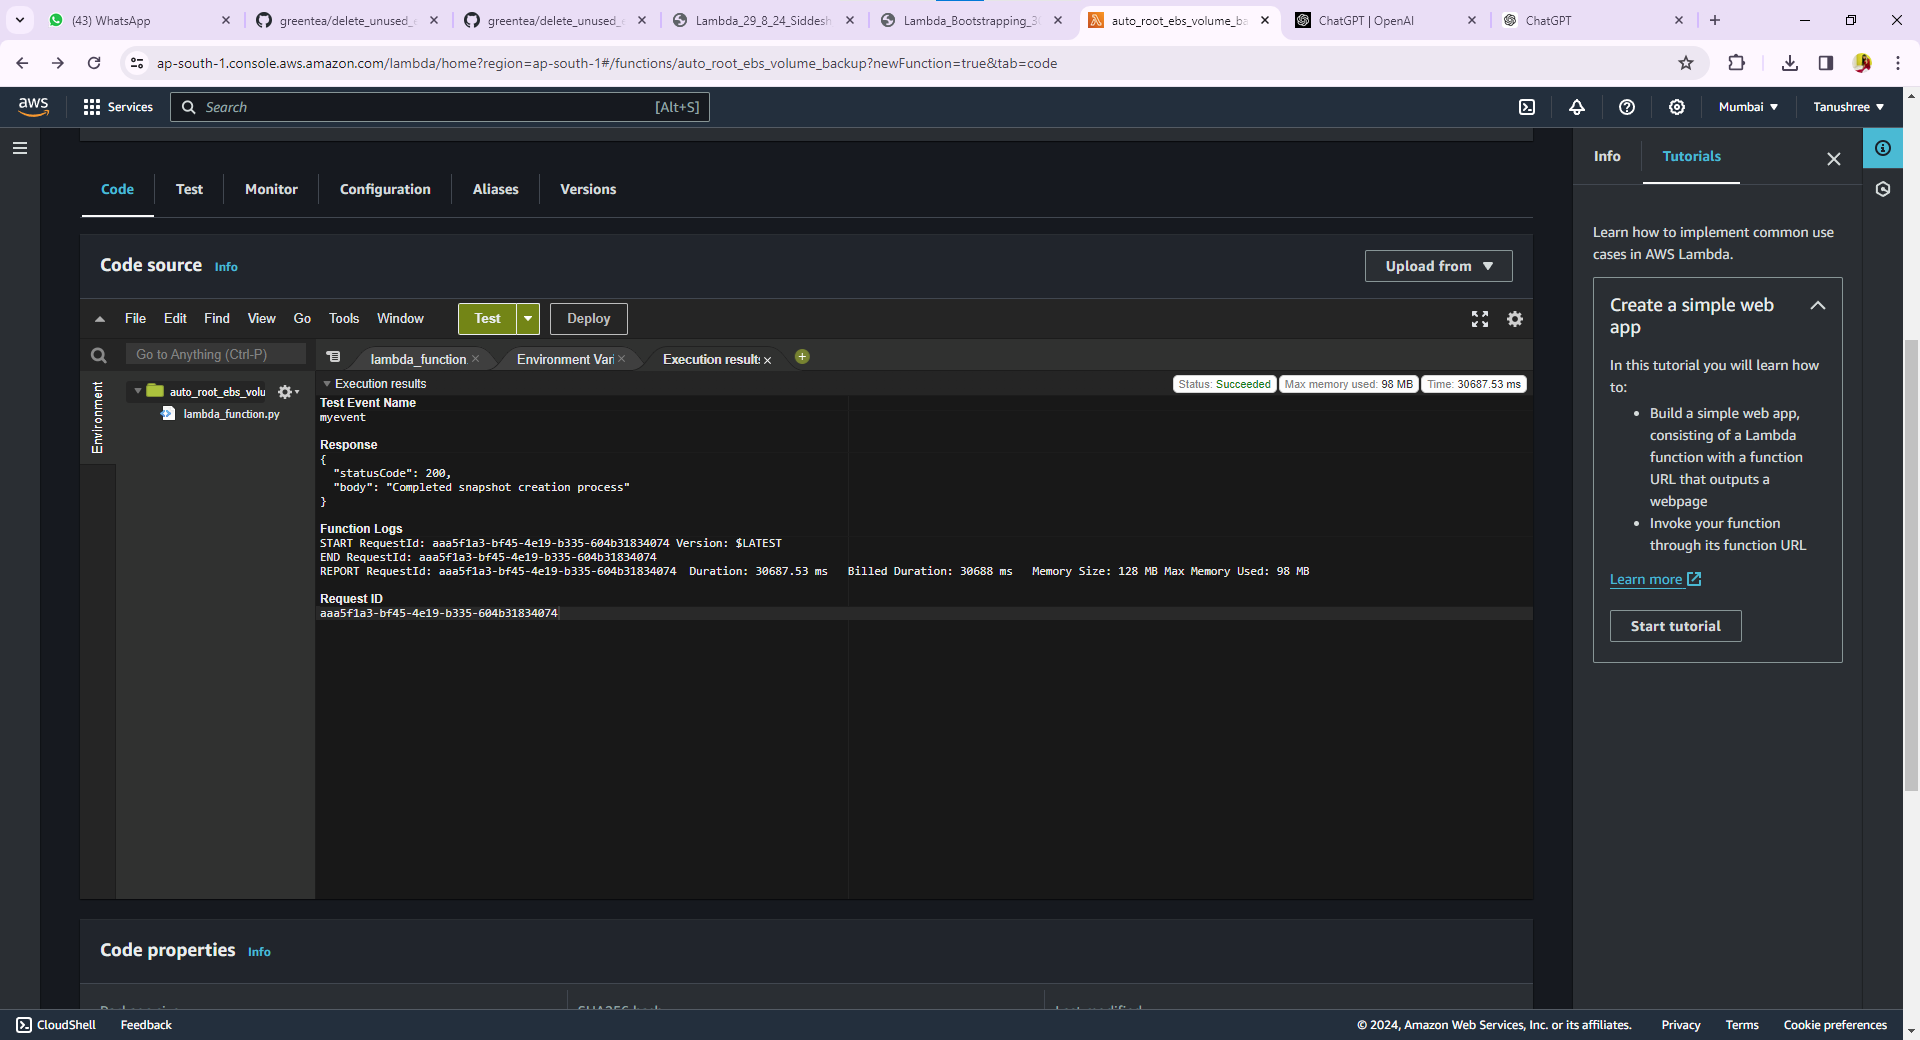 (43) WhatsApp
greentea/delete_unused_e
greentea/delete_unused_e
Lambda_29_8_24_Siddesh
Lambda_Bootstrapping_30
auto_root_ebs_volume_ba
ChatGPT | OpenAI
ChatGPT
ap-south-1.console.aws.amazon.com/lambda/home?region=ap-south-1#/functions/auto_root_ebs_volume_backup?newFunction=true&tab=code
aws
Services
Search
[Alt+S]
Mumbai
Tanushree
Code
Test
Monitor
Configuration
Aliases
Versions
Code source
Info
Upload from
File
Edit
Find
View
Go
Tools
Window
Test
Deploy
Go to Anything (Ctrl-P)
lambda_function.
Environment Vari
Execution results
Environment
auto_root_ebs_volu
lambda_function.py
Execution results
Status: Succeeded
Max memory used: 98 MB
Time: 30687.53 ms
Test Event Name
myevent
Response
{
"statusCode": 200,
"body": "Completed snapshot creation process"
}
Function Logs
START RequestId: aaa5f1a3-bf45-4e19-b335-604b31834074 Version: $LATEST
END RequestId: aaa5f1a3-bf45-4e19-b335-604b31834074
REPORT RequestId: aaa5f1a3-bf45-4e19-b335-604b31834074 Duration: 30687.53 ms Billed Duration: 30688 ms Memory Size: 128 MB Max Memory Used: 98 MB
Request ID
aaa5f1a3-bf45-4e19-b335-604b31834074
Info
Tutorials
Learn how to implement common use
cases in AWS Lambda.
Create a simple web
app
In this tutorial you will learn how
to:
Build a simple web app,
consisting of a Lambda
function with a function
URL that outputs a
webpage
Invoke your function
through its function URL
Learn more
Start tutorial
Code properties
Info
CloudShell
Feedback
© 2024, Amazon Web Services, Inc. or its affiliates.
Privacy
Terms
Cookie preferences